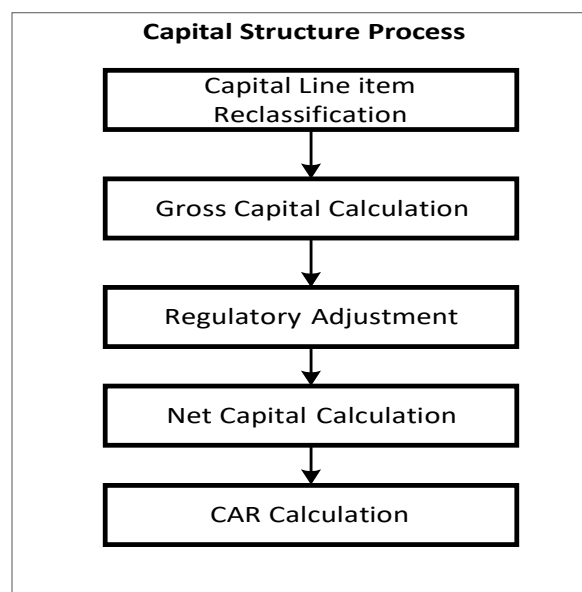 Capital Structure Process
Capital Line item
Reclassification
Gross Capital Calculation
Regulatory Adjustment
Net Capital Calculation
CAR Calculation